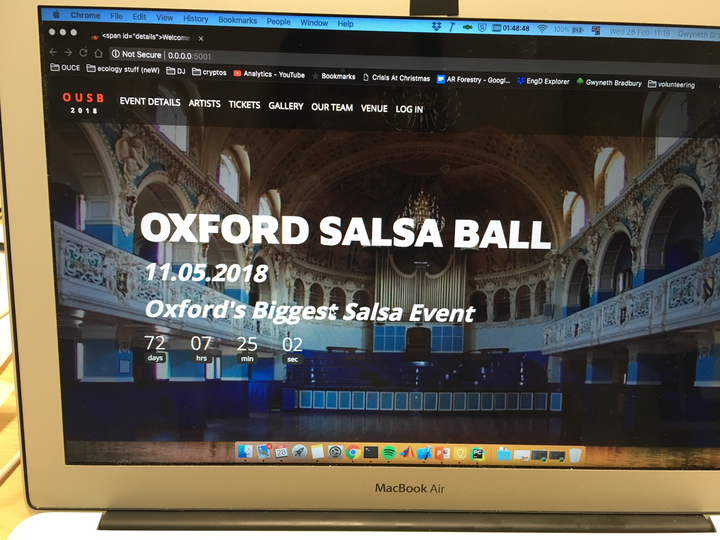 Chrome File Edit View History Bookmarks People Window Help 01:48:48 100% Wed 28 Feb 11:19 Gwyneth
<span id="details">Welcome
Not Secure | 0.0.0.0:5001
OUCE ecology stuff (neW) DJ cryptos Analytics - YouTube Bookmarks Crisis At Christmas AR Forestry - Googl... EngD Explorer Gwyneth Bradbury volunteering
OUSB
2018
EVENT DETAILS ARTISTS TICKETS GALLERY OUR TEAM VENUE LOG IN
OXFORD SALSA BALL
11.05.2018
Oxford's Biggest Salsa Event
72 07 25 02
days hrs min sec
28
MacBook Air